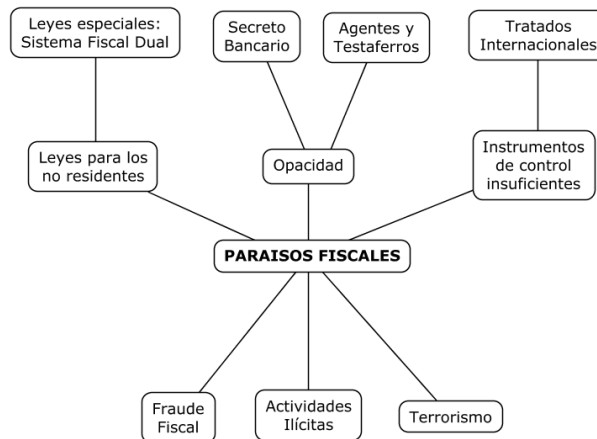 Leyes especiales:
Sistema Fiscal Dual
Secreto
Bancario
Agentes y
Testaferros
Tratados
Internacionales
Leyes para los
no residentes
Opacidad
Instrumentos
de control
insuficientes
PARAISOS FISCALES
Fraude
Fiscal
Actividades
Ilícitas
Terrorismo